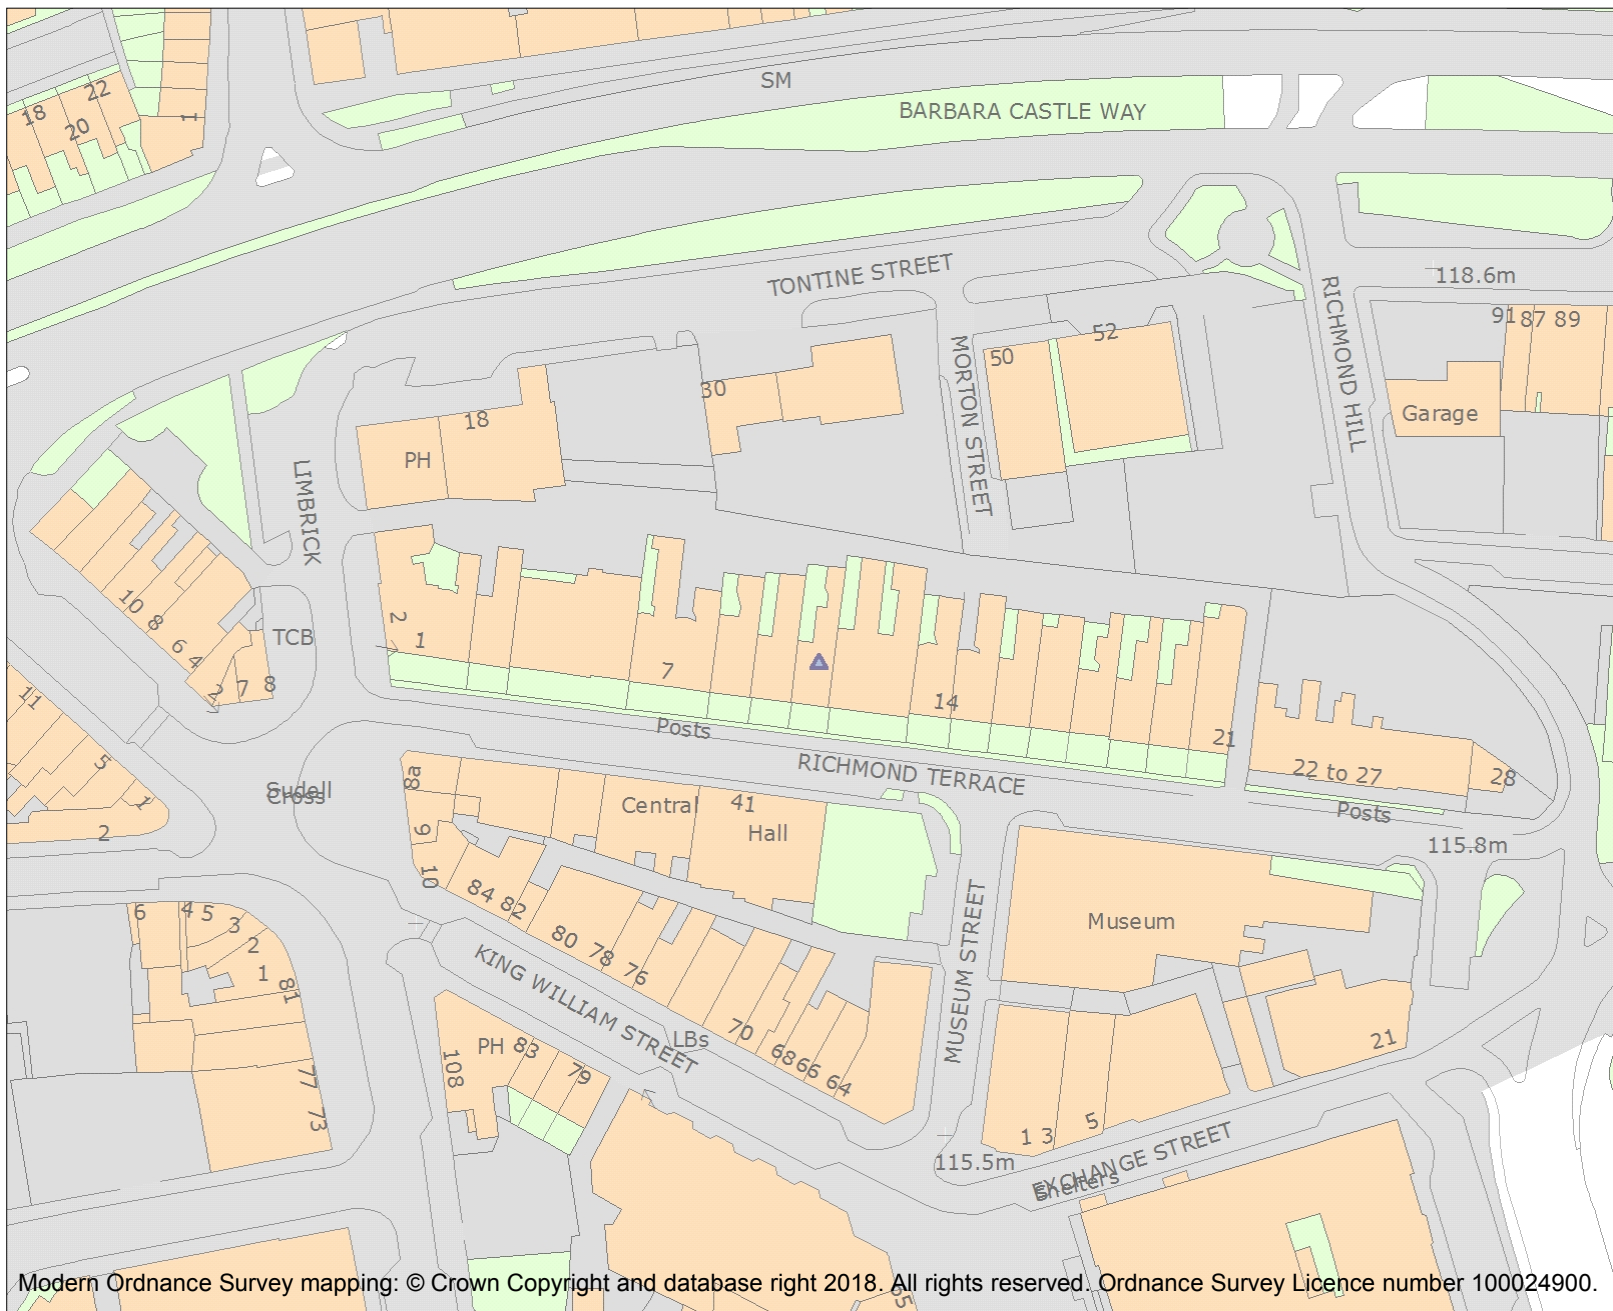 SM
BARBARA CASTLE WAY
22
18
20
1
TONTINE STREET
118.6m
RICHMOND HILL
91 87 89
52
50
MORTON STREET
30
18
PH
Garage
LIMBRICK
10
8
6
4
2
7
8
TCB
2
1
7
14
21
22 to 27
28
Posts
RICHMOND TERRACE
Posts
115.8m
11
5
1
2
Sudell
Cross
8a
9
10
Central
Hall
41
84
82
80
78
76
70
68
66
64
KING WILLIAM STREET
LBs
MUSEUM STREET
Museum
6
4
5
3
2
1
81
77
73
PH
108
83
79
1
3
5
21
115.5m
EXCHANGE STREET
Shelters
65
Modern Ordnance Survey mapping: © Crown Copyright and database right 2018. All rights reserved. Ordnance Survey Licence number 100024900.